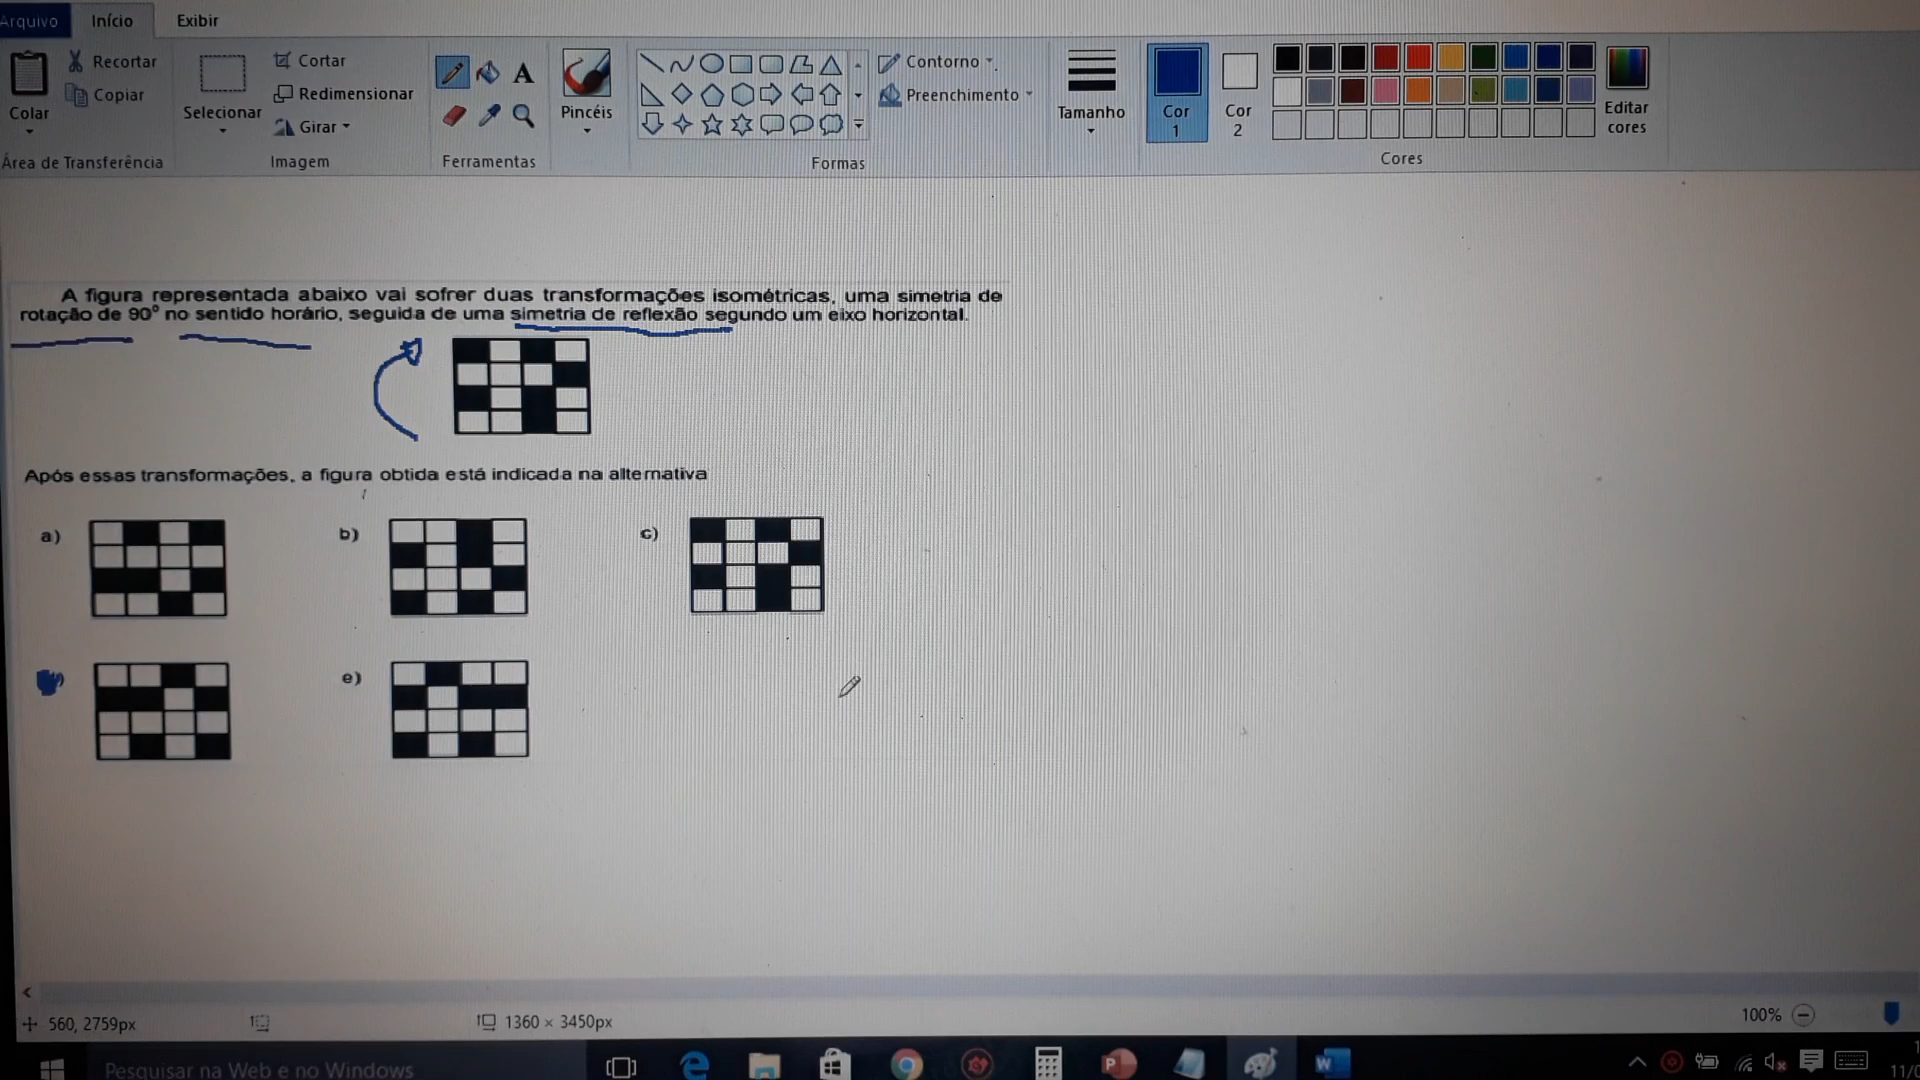 Arquivo Início Exibir
Recortar Cortar Contorno
Copiar Redimensionar Preenchimento
Colar Selecionar Girar A Pincéis Tamanho Cor 1 Cor 2 Editar cores
Área de Transferência Imagem Ferramentas Formas Cores
A figura representada abaixo vai sofrer duas transformações isométricas, uma simetria de
rotação de 90º no sentido horário, seguida de uma simetria de reflexão segundo um eixo horizontal.
Após essas transformações, a figura obtida está indicada na alternativa
a) b) c)
e)
560, 2759px 1360 × 3450px 100%
Pesquisar na Web e no Windows